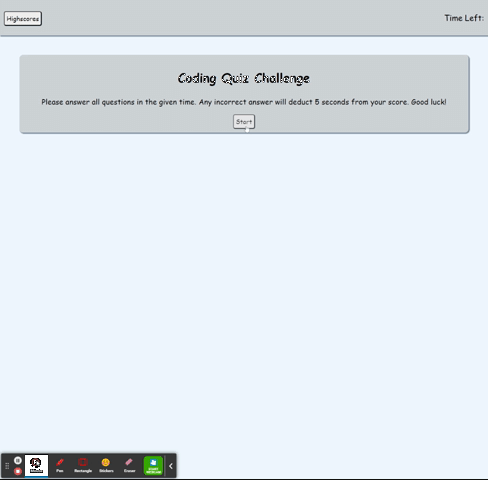 Highscores
Time Left:
Coding Quiz Challenge
Please answer all questions in the given time. Any incorrect answer will deduct 5 seconds from your score. Good luck!
Start
Pen
Rectangle
Stickers
Eraser